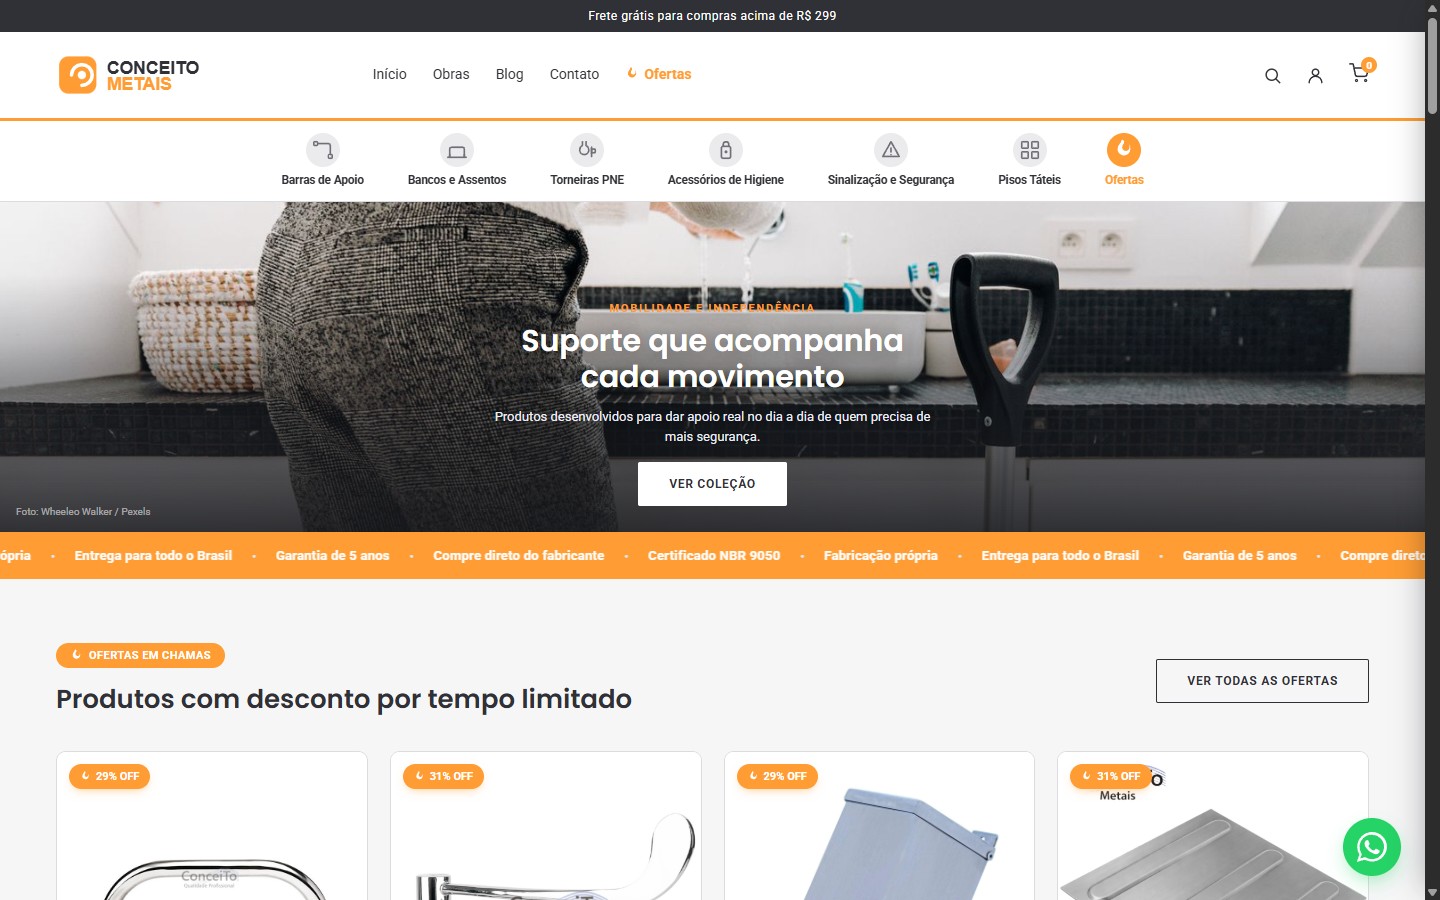 Frete grátis para compras acima de R$ 299
CONCEITO
METAIS
Início
Obras
Blog
Contato
Ofertas
0
Barras de Apoio
Bancos e Assentos
Torneiras PNE
Acessórios de Higiene
Sinalização e Segurança
Pisos Táteis
Ofertas
MOBILIDADE E INDEPENDÊNCIA
Suporte que acompanha
cada movimento
Produtos desenvolvidos para dar apoio real no dia a dia de quem precisa de
mais segurança.
VER COLEÇÃO
Foto: Wheeleo Walker / Pexels
ópria • Entrega para todo o Brasil • Garantia de 5 anos • Compre direto do fabricante • Certificado NBR 9050 • Fabricação própria • Entrega para todo o Brasil • Garantia de 5 anos • Compre direto
OFERTAS EM CHAMAS
Produtos com desconto por tempo limitado
VER TODAS AS OFERTAS
29% OFF
31% OFF
29% OFF
31% OFF
Metais
ConceiTo
Qualidade Profissional